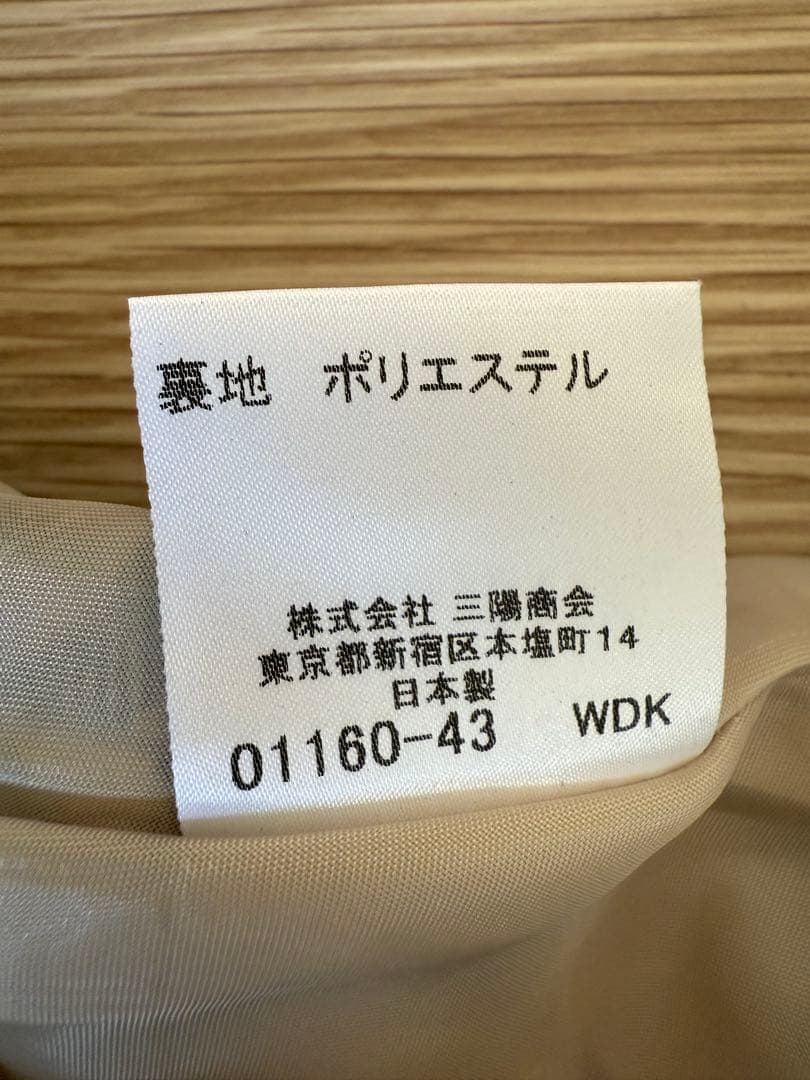 裏地　ポリエステル
株式会社 三陽商会
東京都新宿区本塩町14
日本製
01160-43　WDK